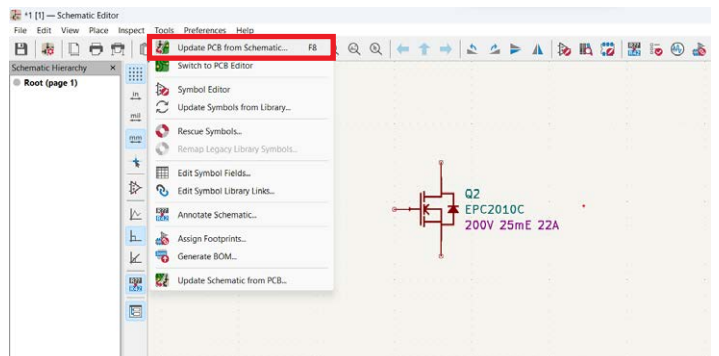 *1 [1] — Schematic Editor
File Edit View Place Inspect Tools Preferences Help
Schematic Hierarchy ×
Root (page 1)
Update PCB from Schematic... F8
Switch to PCB Editor
Symbol Editor
Update Symbols from Library...
Rescue Symbols...
Remap Legacy Library Symbols...
Edit Symbol Fields...
Edit Symbol Library Links...
Annotate Schematic...
Assign Footprints...
Generate BOM...
Update Schematic from PCB...
in
mil
mm
Q2
EPC2010C
200V 25mE 22A